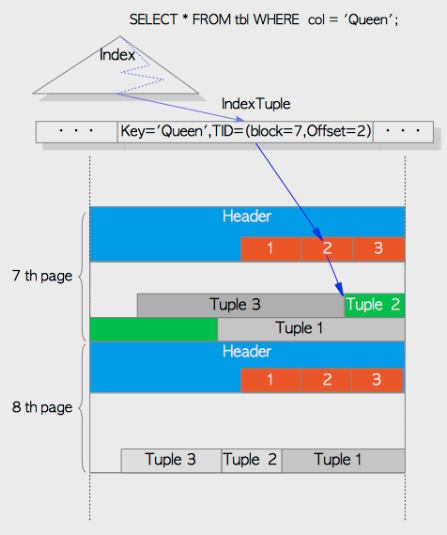 SELECT * FROM tbl WHERE col = 'Queen';
Index
IndexTuple
· · · Key='Queen',TID=(block=7,Offset=2) · · ·
Header
1 2 3
7 th page
Tuple 3 Tuple 2
Tuple 1
Header
1 2 3
8 th page
Tuple 3 Tuple 2 Tuple 1